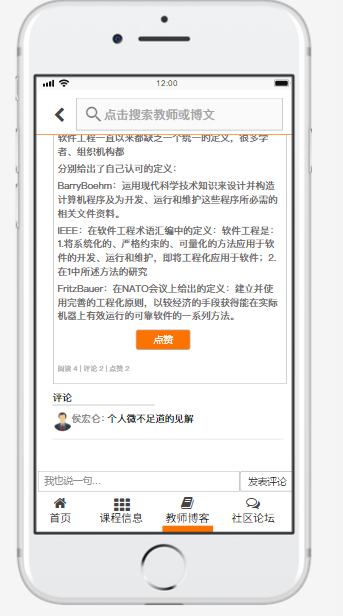 12:00
点击搜索教师或博文
软件工程一直以来都缺乏一个统一的定义，很多学
者、组织机构都
分别给出了自己认可的定义：
BarryBoehm：运用现代科学技术知识来设计并构造
计算机程序及为开发、运行和维护这些程序所必需的
相关文件资料。
IEEE：在软件工程术语汇编中的定义：软件工程是：
1.将系统化的、严格约束的、可量化的方法应用于软
件的开发、运行和维护，即将工程化应用于软件；2.
在1中所述方法的研究
FritzBauer：在NATO会议上给出的定义：建立并使
用完善的工程化原则，以较经济的手段获得能在实际
机器上有效运行的可靠软件的一系列方法。
点赞
阅读 4 | 评论 2 | 点赞 2
评论
侯宏仑：个人微不足道的见解
我也说一句... 发表评论
首页 课程信息 教师博客 社区论坛